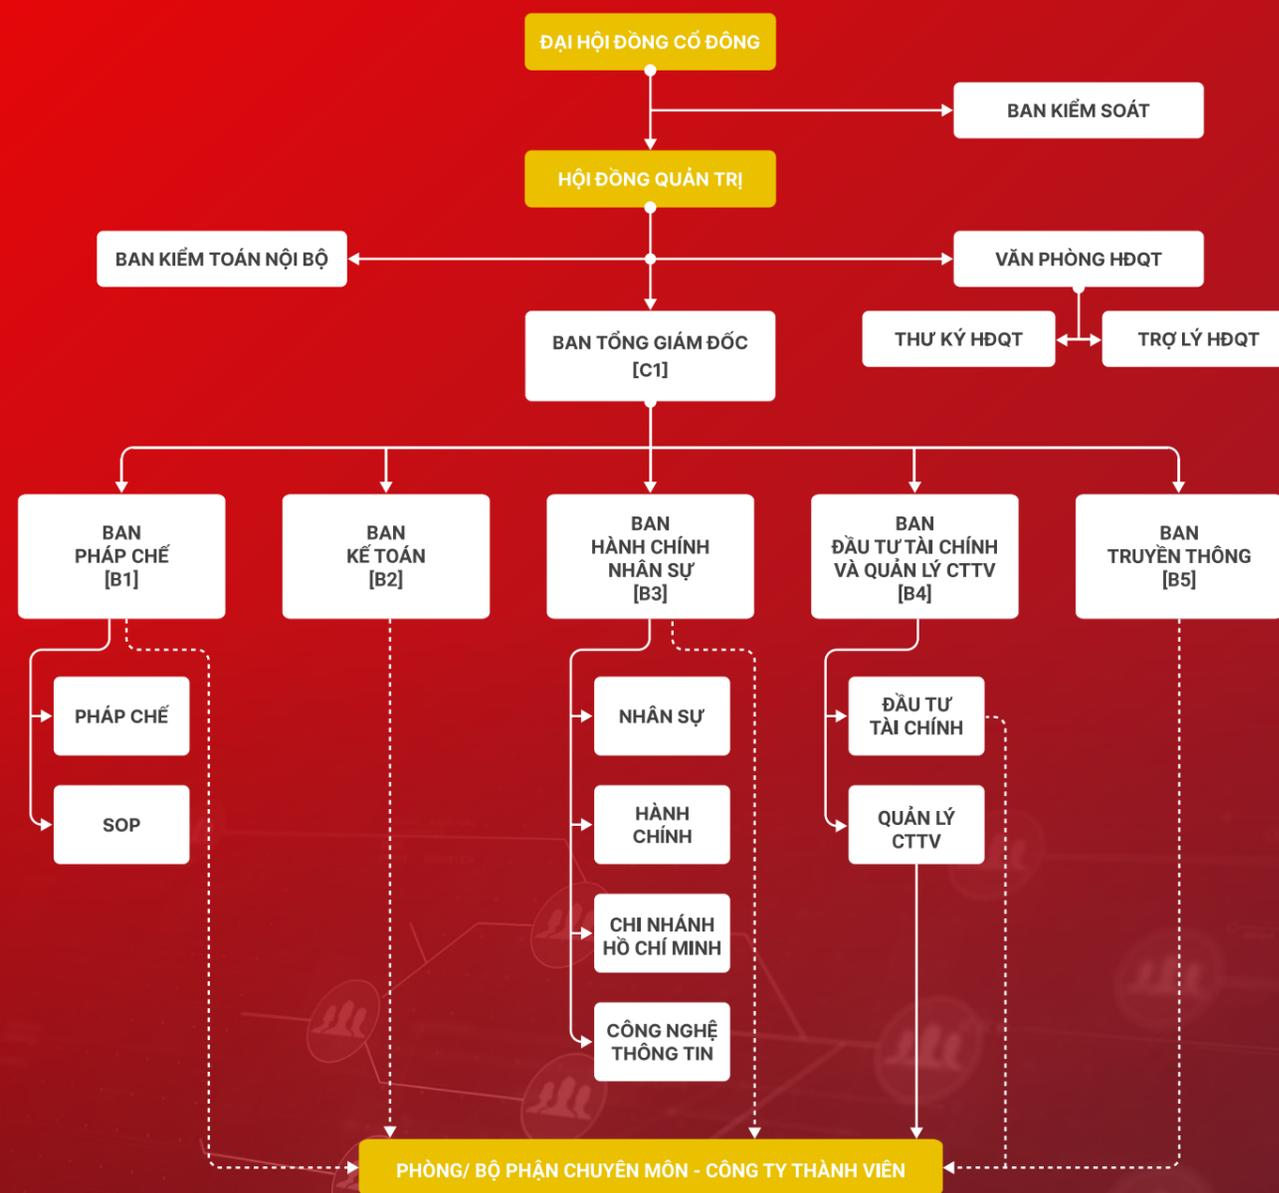 ĐẠI HỘI ĐỒNG CỔ ĐÔNG
BAN KIỂM SOÁT
HỘI ĐỒNG QUẢN TRỊ
BAN KIỂM TOÁN NỘI BỘ
VĂN PHÒNG HĐQT
BAN TỔNG GIÁM ĐỐC
[C1]
THƯ KÝ HĐQT
TRỢ LÝ HĐQT
BAN
PHÁP CHẾ
[B1]
BAN
KẾ TOÁN
[B2]
BAN
HÀNH CHÍNH
NHÂN SỰ
[B3]
BAN
ĐẦU TƯ TÀI CHÍNH
VÀ QUẢN LÝ CTTV
[B4]
BAN
TRUYỀN THÔNG
[B5]
PHÁP CHẾ
SOP
NHÂN SỰ
HÀNH
CHÍNH
CHI NHÁNH
HỒ CHÍ MINH
CÔNG NGHỆ
THÔNG TIN
ĐẦU TƯ
TÀI CHÍNH
QUẢN LÝ
CTTV
PHÒNG/ BỘ PHẬN CHUYÊN MÔN - CÔNG TY THÀNH VIÊN